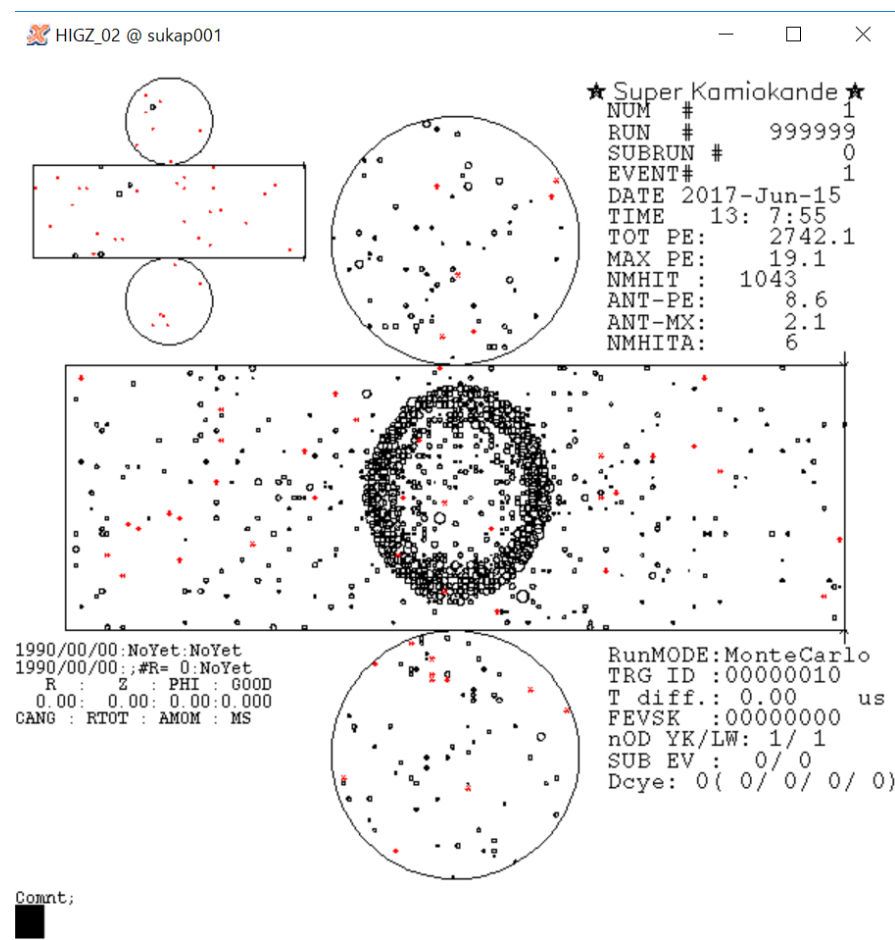 HIGZ_02 @ sukap001
★ Super Kamiokande ★
NUM # 1
RUN # 999999
SUBRUN # 0
EVENT# 1
DATE 2017-Jun-15
TIME 13: 7:55
TOT PE: 2742.1
MAX PE: 19.1
NMHIT : 1043
ANT-PE: 8.6
ANT-MX: 2.1
NMHITA: 6
1990/00/00:NoYet:NoYet
1990/00/00:;#R= 0:NoYet
R : Z : PHI : GOOD
0.00: 0.00: 0.00:0.000
CANG : RTOT : AMOM : MS
RunMODE:MonteCarlo
TRG ID :00000010
T diff.: 0.00 us
FEVSK :00000000
nOD YK/LW: 1/ 1
SUB EV : 0/ 0
Dcye: 0( 0/ 0/ 0/ 0)
Comnt;